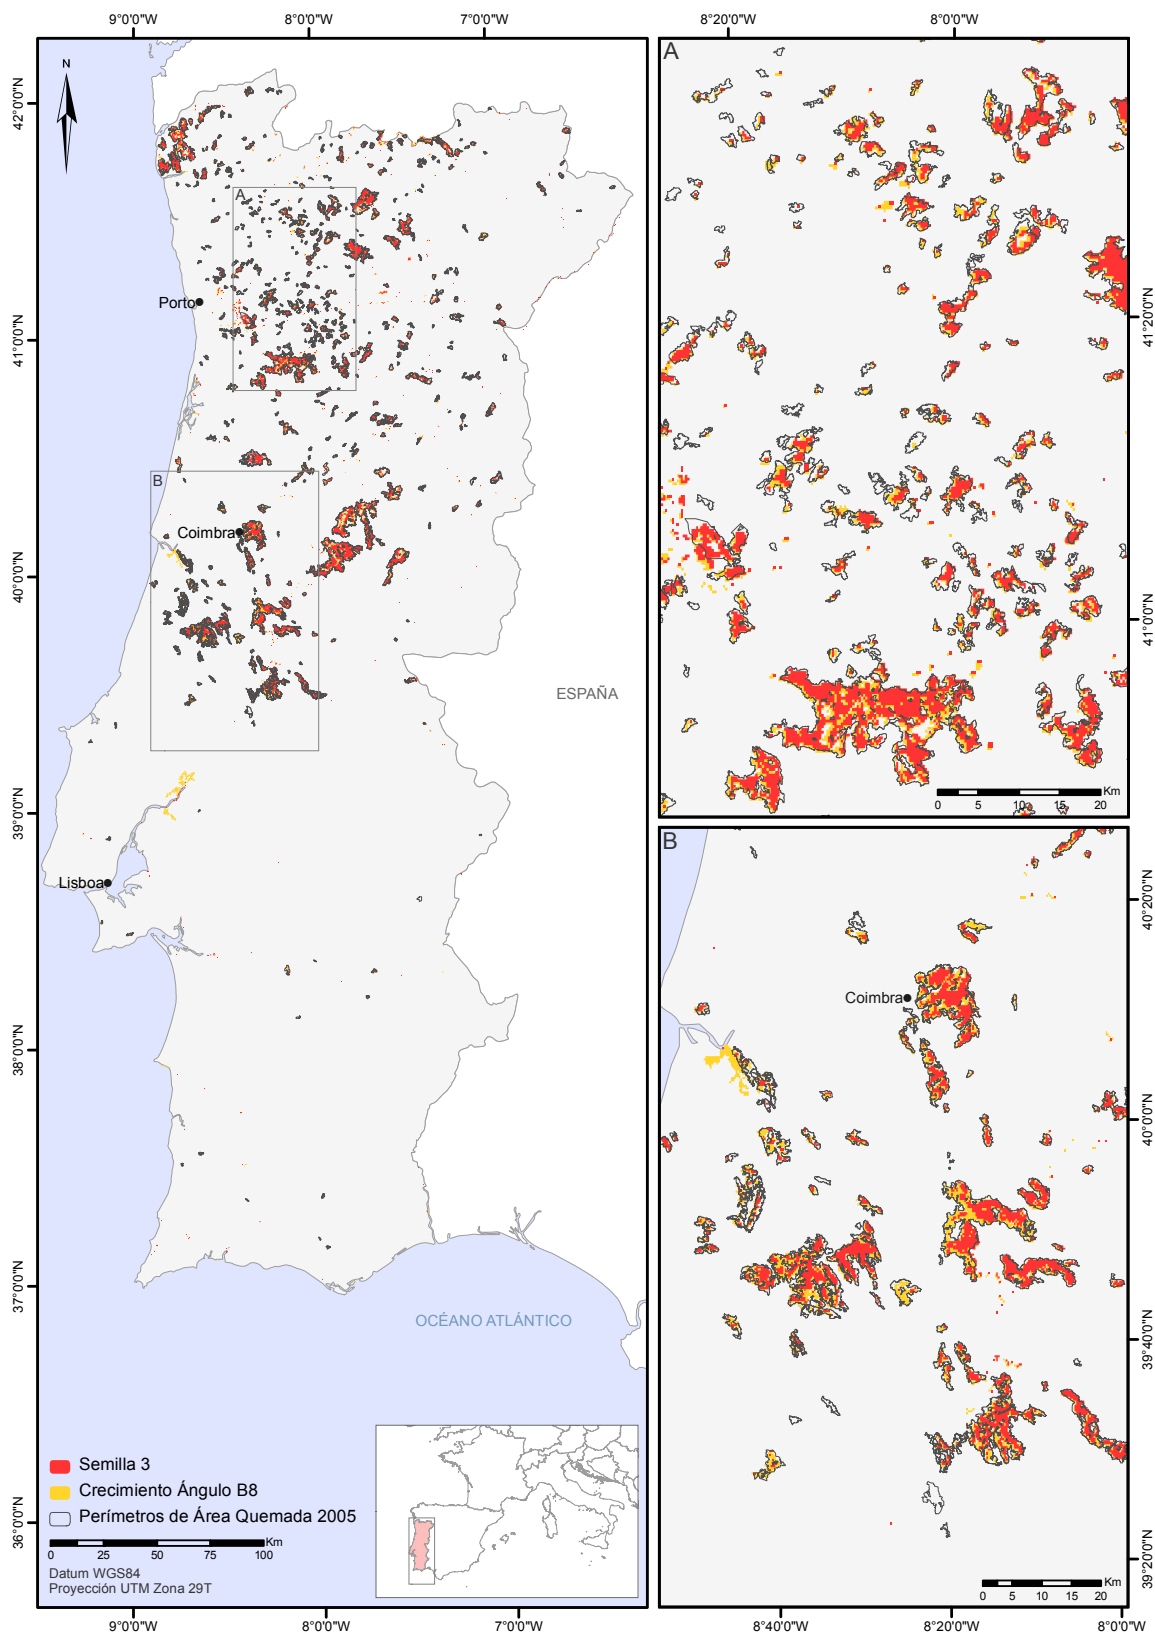 9°0'0"W 8°0'0"W 7°0'0"W
8°20'0"W 8°0'0"W
N
A
B
42°0'0"N
41°0'0"N
40°0'0"N
39°0'0"N
38°0'0"N
37°0'0"N
36°0'0"N
Porto
Coimbra
Lisboa
ESPAÑA
OCÉANO ATLÁNTICO
Semilla 3
Crecimiento Ángulo B8
Perímetros de Área Quemada 2005
Km
0 25 50 75 100
Datum WGS84
Proyección UTM Zona 29T
9°0'0"W 8°0'0"W 7°0'0"W
A
41°20'0"N
41°0'0"N
Km
0 5 10 15 20
B
Coimbra
40°20'0"N
40°0'0"N
39°40'0"N
39°20'0"N
Km
0 5 10 15 20
8°40'0"W 8°20'0"W 8°0'0"W